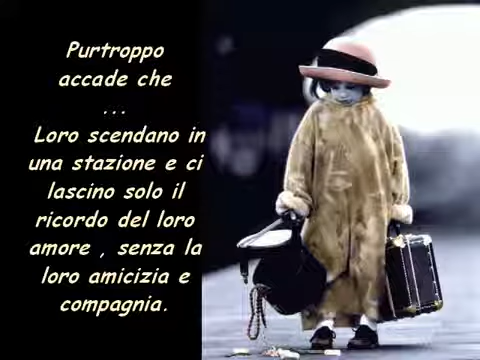 Purtroppo
accade che
...
Loro scendano in
una stazione e ci
lascino solo il
ricordo del loro
amore , senza la
loro amicizia e
compagnia.